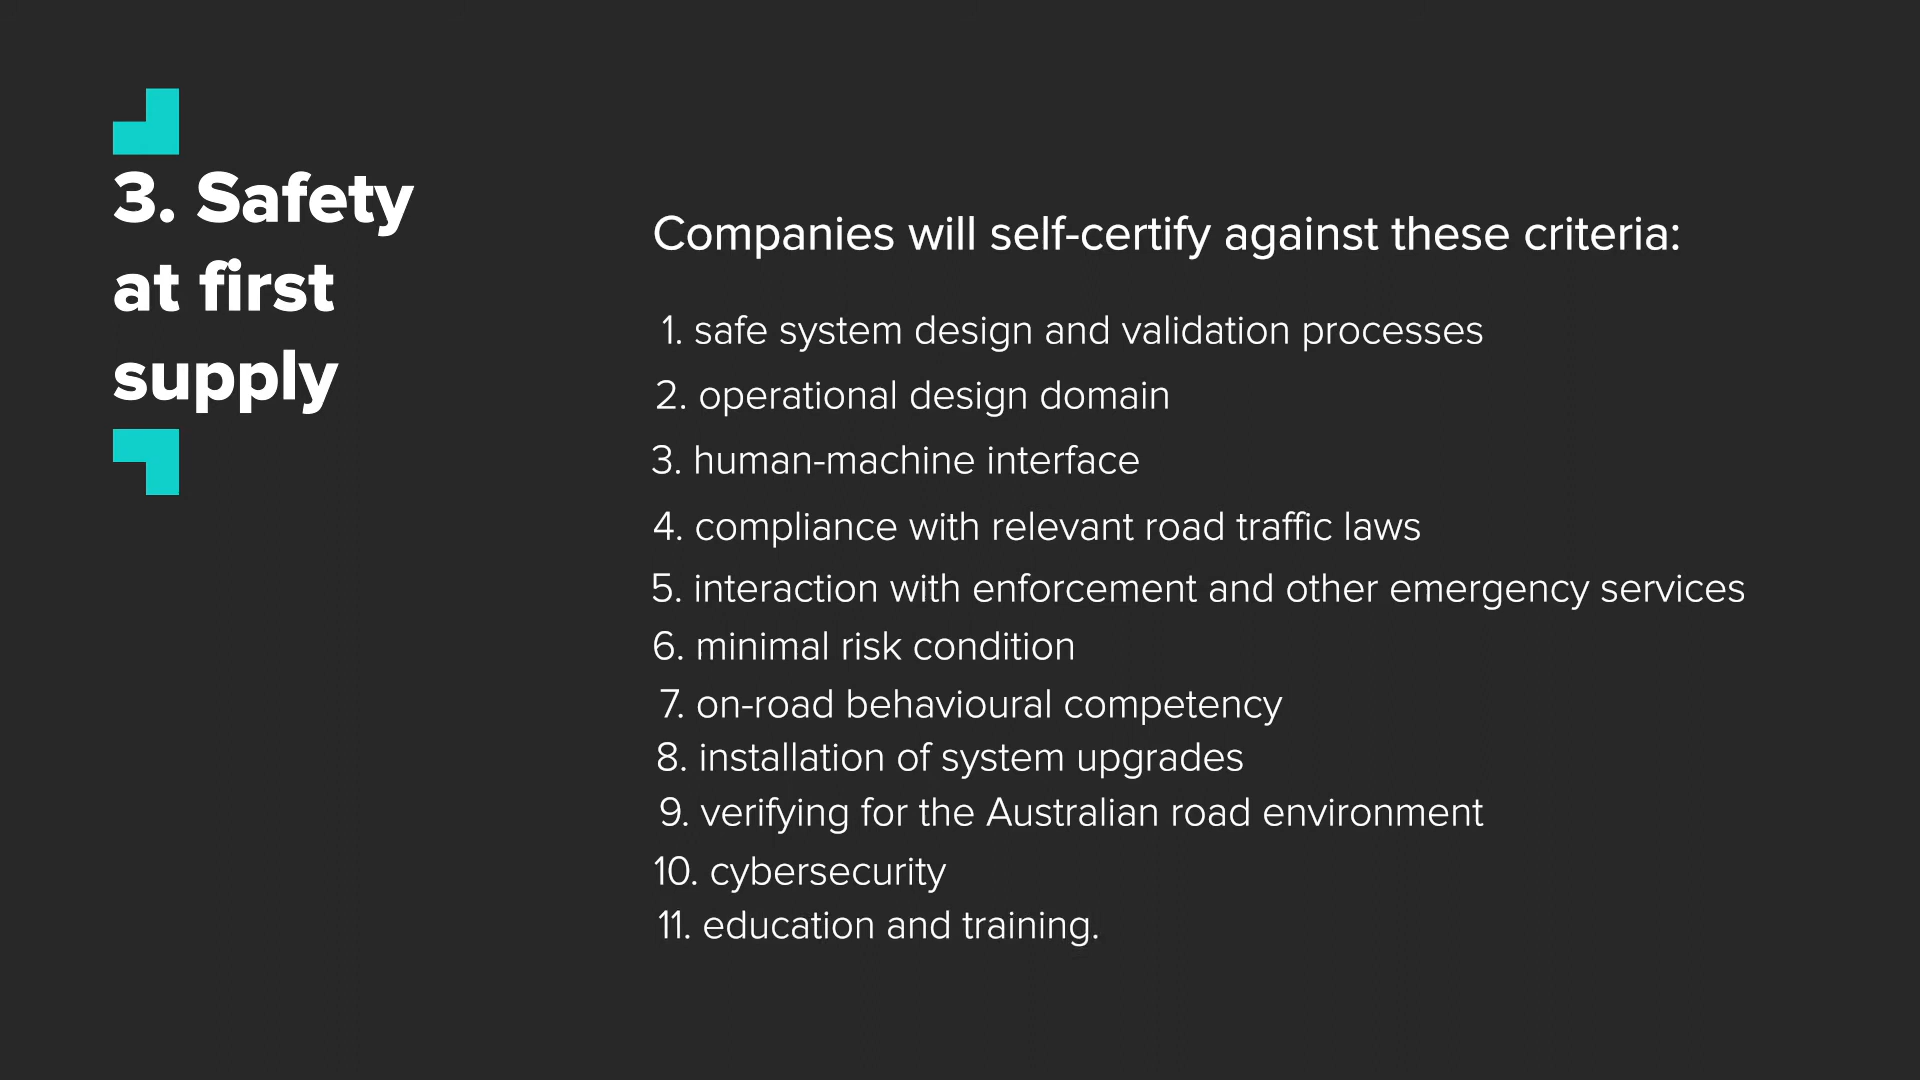 3. Safety
at first
supply
Companies will self-certify against these criteria:
1. safe system design and validation processes
2. operational design domain
3. human-machine interface
4. compliance with relevant road traffic laws
5. interaction with enforcement and other emergency services
6. minimal risk condition
7. on-road behavioural competency
8. installation of system upgrades
9. verifying for the Australian road environment
10. cybersecurity
11. education and training.